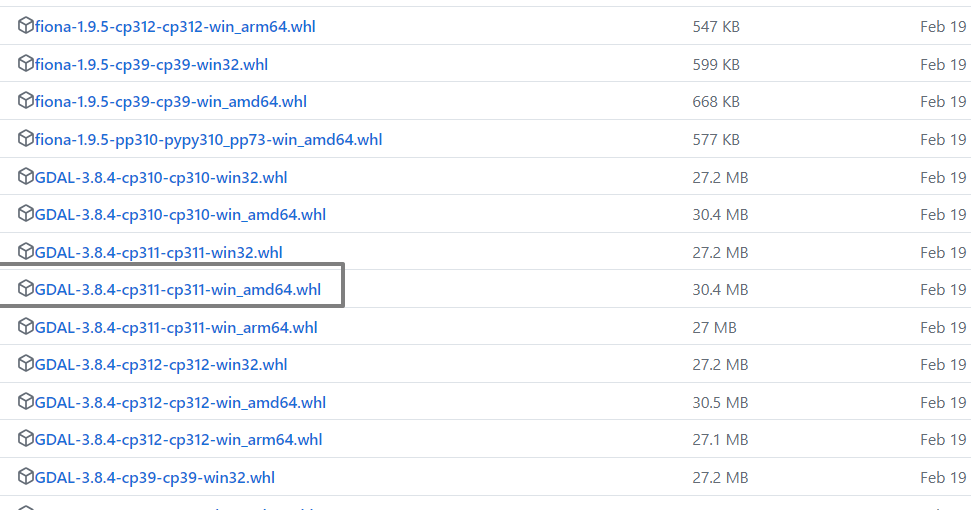 fiona-1.9.5-cp312-cp312-win_arm64.whl 547 KB Feb 19
fiona-1.9.5-cp39-cp39-win32.whl 599 KB Feb 19
fiona-1.9.5-cp39-cp39-win_amd64.whl 668 KB Feb 19
fiona-1.9.5-pp310-pypy310_pp73-win_amd64.whl 577 KB Feb 19
GDAL-3.8.4-cp310-cp310-win32.whl 27.2 MB Feb 19
GDAL-3.8.4-cp310-cp310-win_amd64.whl 30.4 MB Feb 19
GDAL-3.8.4-cp311-cp311-win32.whl 27.2 MB Feb 19
GDAL-3.8.4-cp311-cp311-win_amd64.whl 30.4 MB Feb 19
GDAL-3.8.4-cp311-cp311-win_arm64.whl 27 MB Feb 19
GDAL-3.8.4-cp312-cp312-win32.whl 27.2 MB Feb 19
GDAL-3.8.4-cp312-cp312-win_amd64.whl 30.5 MB Feb 19
GDAL-3.8.4-cp312-cp312-win_arm64.whl 27.1 MB Feb 19
GDAL-3.8.4-cp39-cp39-win32.whl 27.2 MB Feb 19